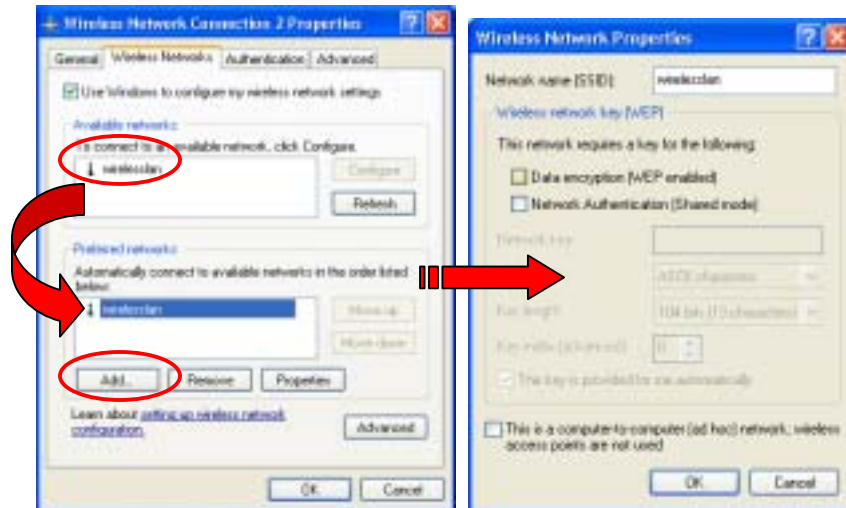 Wireless Network Connection 2 Properties
General
Wireless Networks
Authentication
Advanced
Use Windows to configure my wireless network settings
Available networks:
To connect to an available network, click Configure.
wirelesslan
Configure
Refresh
Preferred networks:
Automatically connect to available networks in the order listed
below:
wirelesslan
Move up
Move down
Add...
Remove
Properties
Learn about setting up wireless network
configuration.
Advanced
OK
Cancel
Wireless Network Properties
Network name (SSID):
wirelesslan
Wireless network key (WEP)
This network requires a key for the following:
Data encryption (WEP enabled)
Network Authentication (Shared mode)
Network key:
ASCII characters
Key length:
104 bits (13 characters)
Key index (advanced):
0
The key is provided for me automatically
This is a computer-to-computer (ad hoc) network; wireless
access points are not used
OK
Cancel